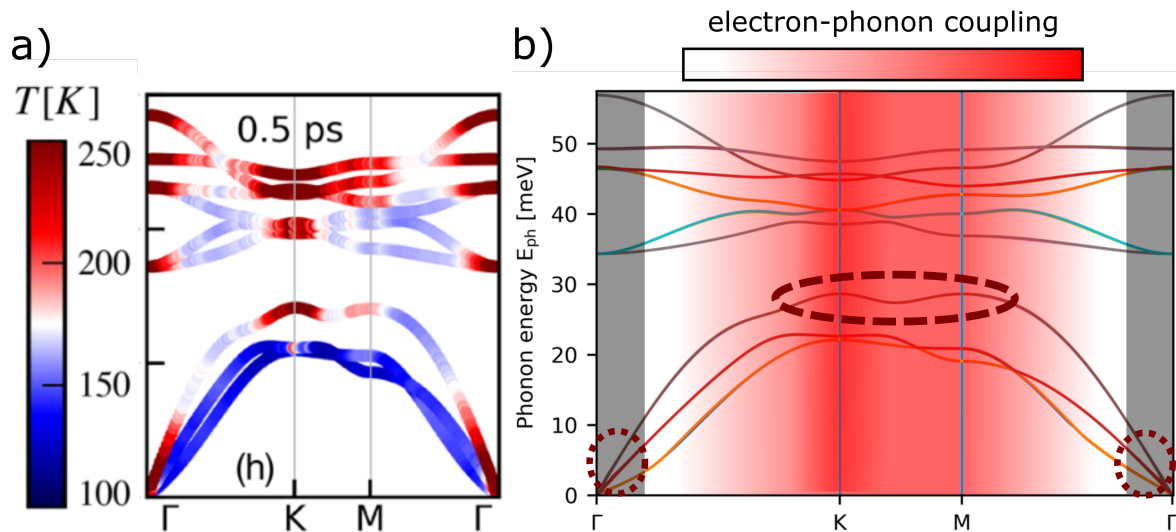 a)
T [K]
250
200
150
100
0.5 ps
(h)
Γ K M Γ
b)
electron-phonon coupling
Phonon energy E_ph [meV]
50
40
30
20
10
0
Γ K M Γ